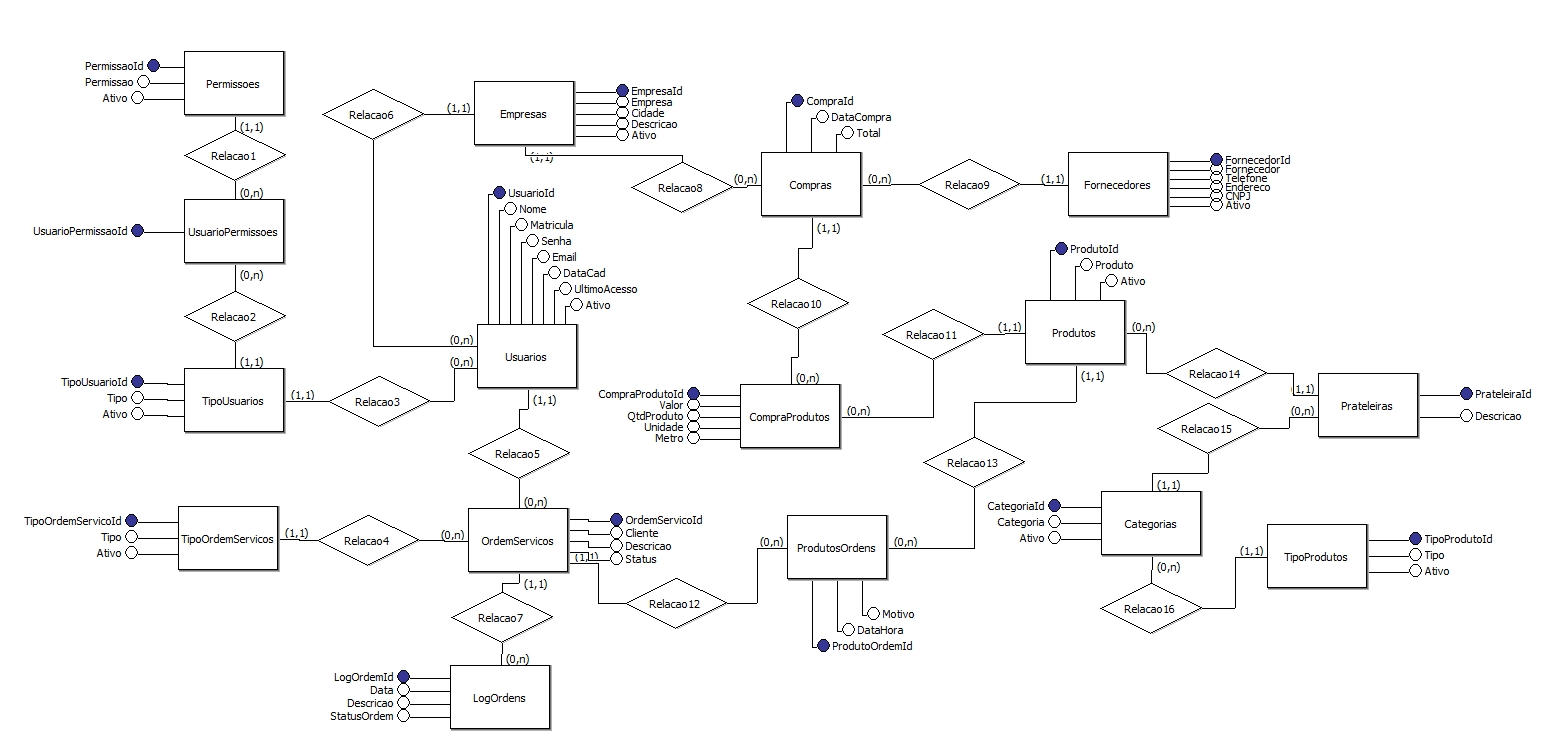 PermissaoId
Permissao
Ativo
Permissoes
(1,1)
Relacao1
(0,n)
UsuarioPermissaoId
UsuarioPermissoes
(0,n)
Relacao2
(1,1)
TipoUsuarioId
Tipo
Ativo
TipoUsuarios
(1,1)
Relacao3
(0,n)
Relacao6
(1,1)
(0,n)
Empresas
EmpresaId
Empresa
Cidade
Descricao
Ativo
(1,1)
Relacao8
(0,n)
UsuarioId
Nome
Matricula
Senha
Email
DataCad
UltimoAcesso
Ativo
Usuarios
(1,1)
Relacao5
(0,n)
CompraId
DataCompra
Total
Compras
(0,n)
Relacao9
(1,1)
Fornecedores
FornecedorId
Fornecedor
Telefone
Endereco
CNPJ
Ativo
(1,1)
Relacao10
(0,n)
CompraProdutoId
Valor
QtdProduto
Unidade
Metro
CompraProdutos
(0,n)
Relacao11
(1,1)
ProdutoId
Produto
Ativo
Produtos
(0,n)
Relacao14
(1,1)
Prateleiras
PrateleiraId
Descricao
(0,n)
Relacao15
(1,1)
(1,1)
Relacao13
(0,n)
CategoriaId
Categoria
Ativo
Categorias
(0,n)
Relacao16
(1,1)
TipoProdutos
TipoProdutoId
Tipo
Ativo
TipoOrdemServicoId
Tipo
Ativo
TipoOrdemServicos
(1,1)
Relacao4
(0,n)
OrdemServicos
OrdemServicoId
Cliente
Descricao
Status
(1,1)
Relacao12
(0,n)
ProdutosOrdens
Motivo
DataHora
ProdutoOrdemId
(1,1)
Relacao7
(0,n)
LogOrdemId
Data
Descricao
StatusOrdem
LogOrdens